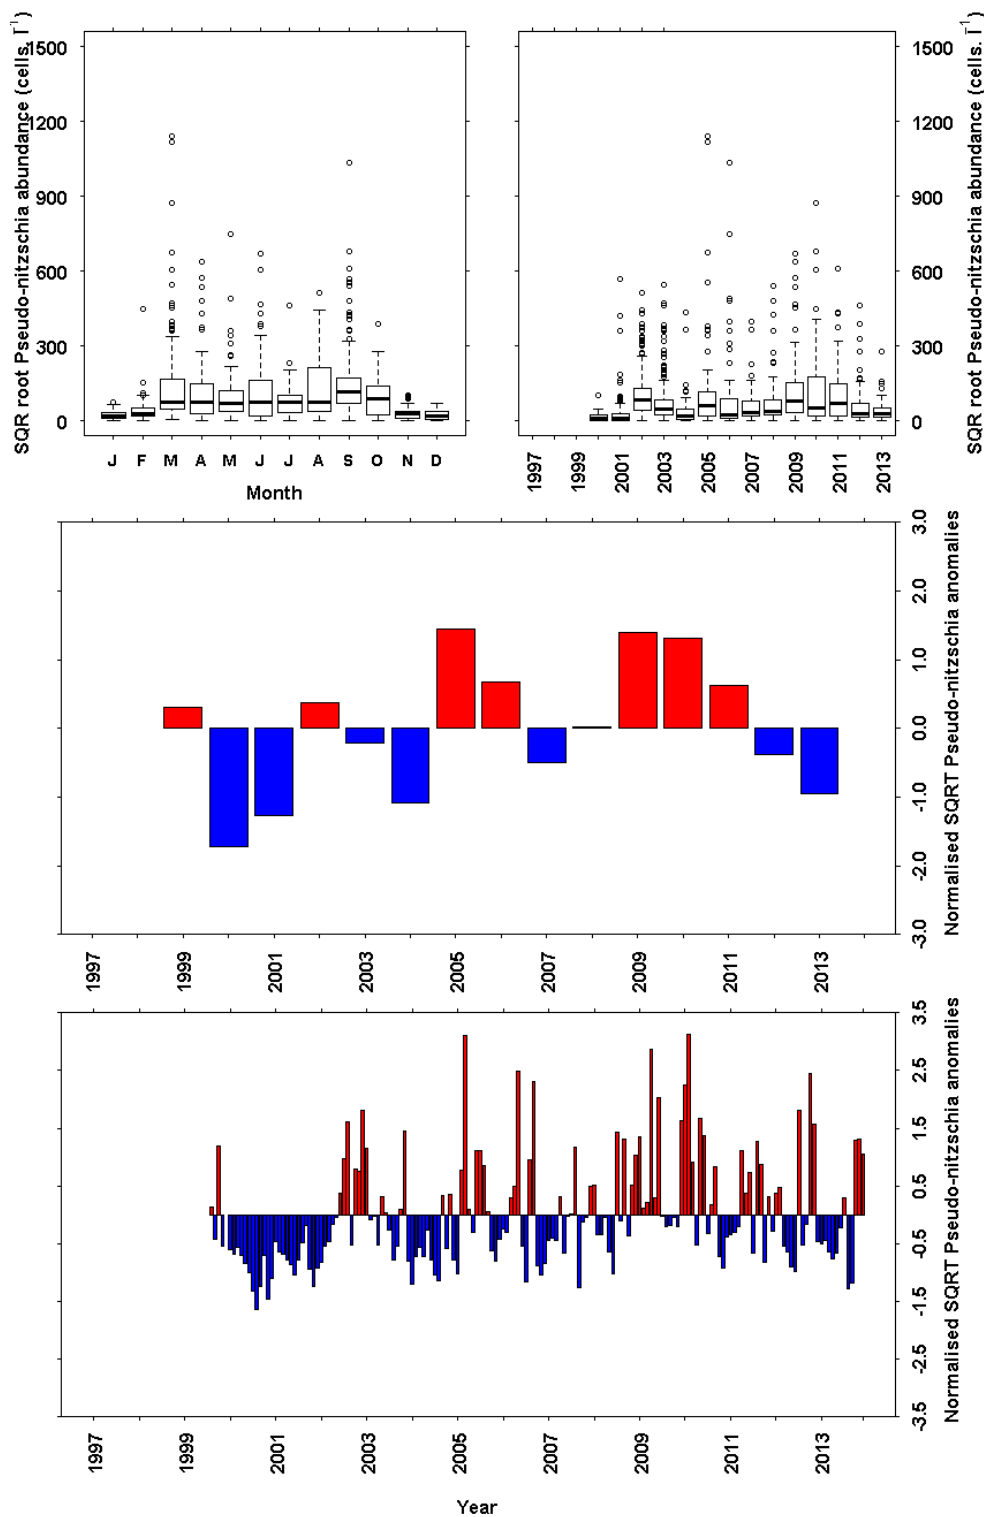 SQR root Pseudo-nitzschia abundance (cells. l⁻¹)
1500
1200
900
600
300
0
J F M A M J J A S O N D
Month
1500
1200
900
600
300
0
SQR root Pseudo-nitzschia abundance (cells. l⁻¹)
1997 1999 2001 2003 2005 2007 2009 2011 2013
3.0
2.0
1.0
0.0
-1.0
-2.0
-3.0
Normalised SQRT Pseudo-nitzschia anomalies
1997 1999 2001 2003 2005 2007 2009 2011 2013
3.5
2.5
1.5
0.5
-0.5
-1.5
-2.5
-3.5
Normalised SQRT Pseudo-nitzschia anomalies
1997 1999 2001 2003 2005 2007 2009 2011 2013
Year